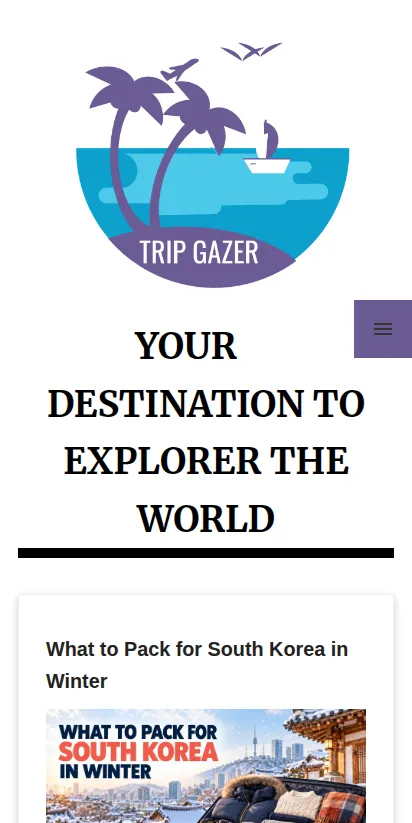 TRIP GAZER
YOUR
DESTINATION TO
EXPLORER THE
WORLD
What to Pack for South Korea in
Winter
WHAT TO PACK FOR
SOUTH KOREA
IN WINTER